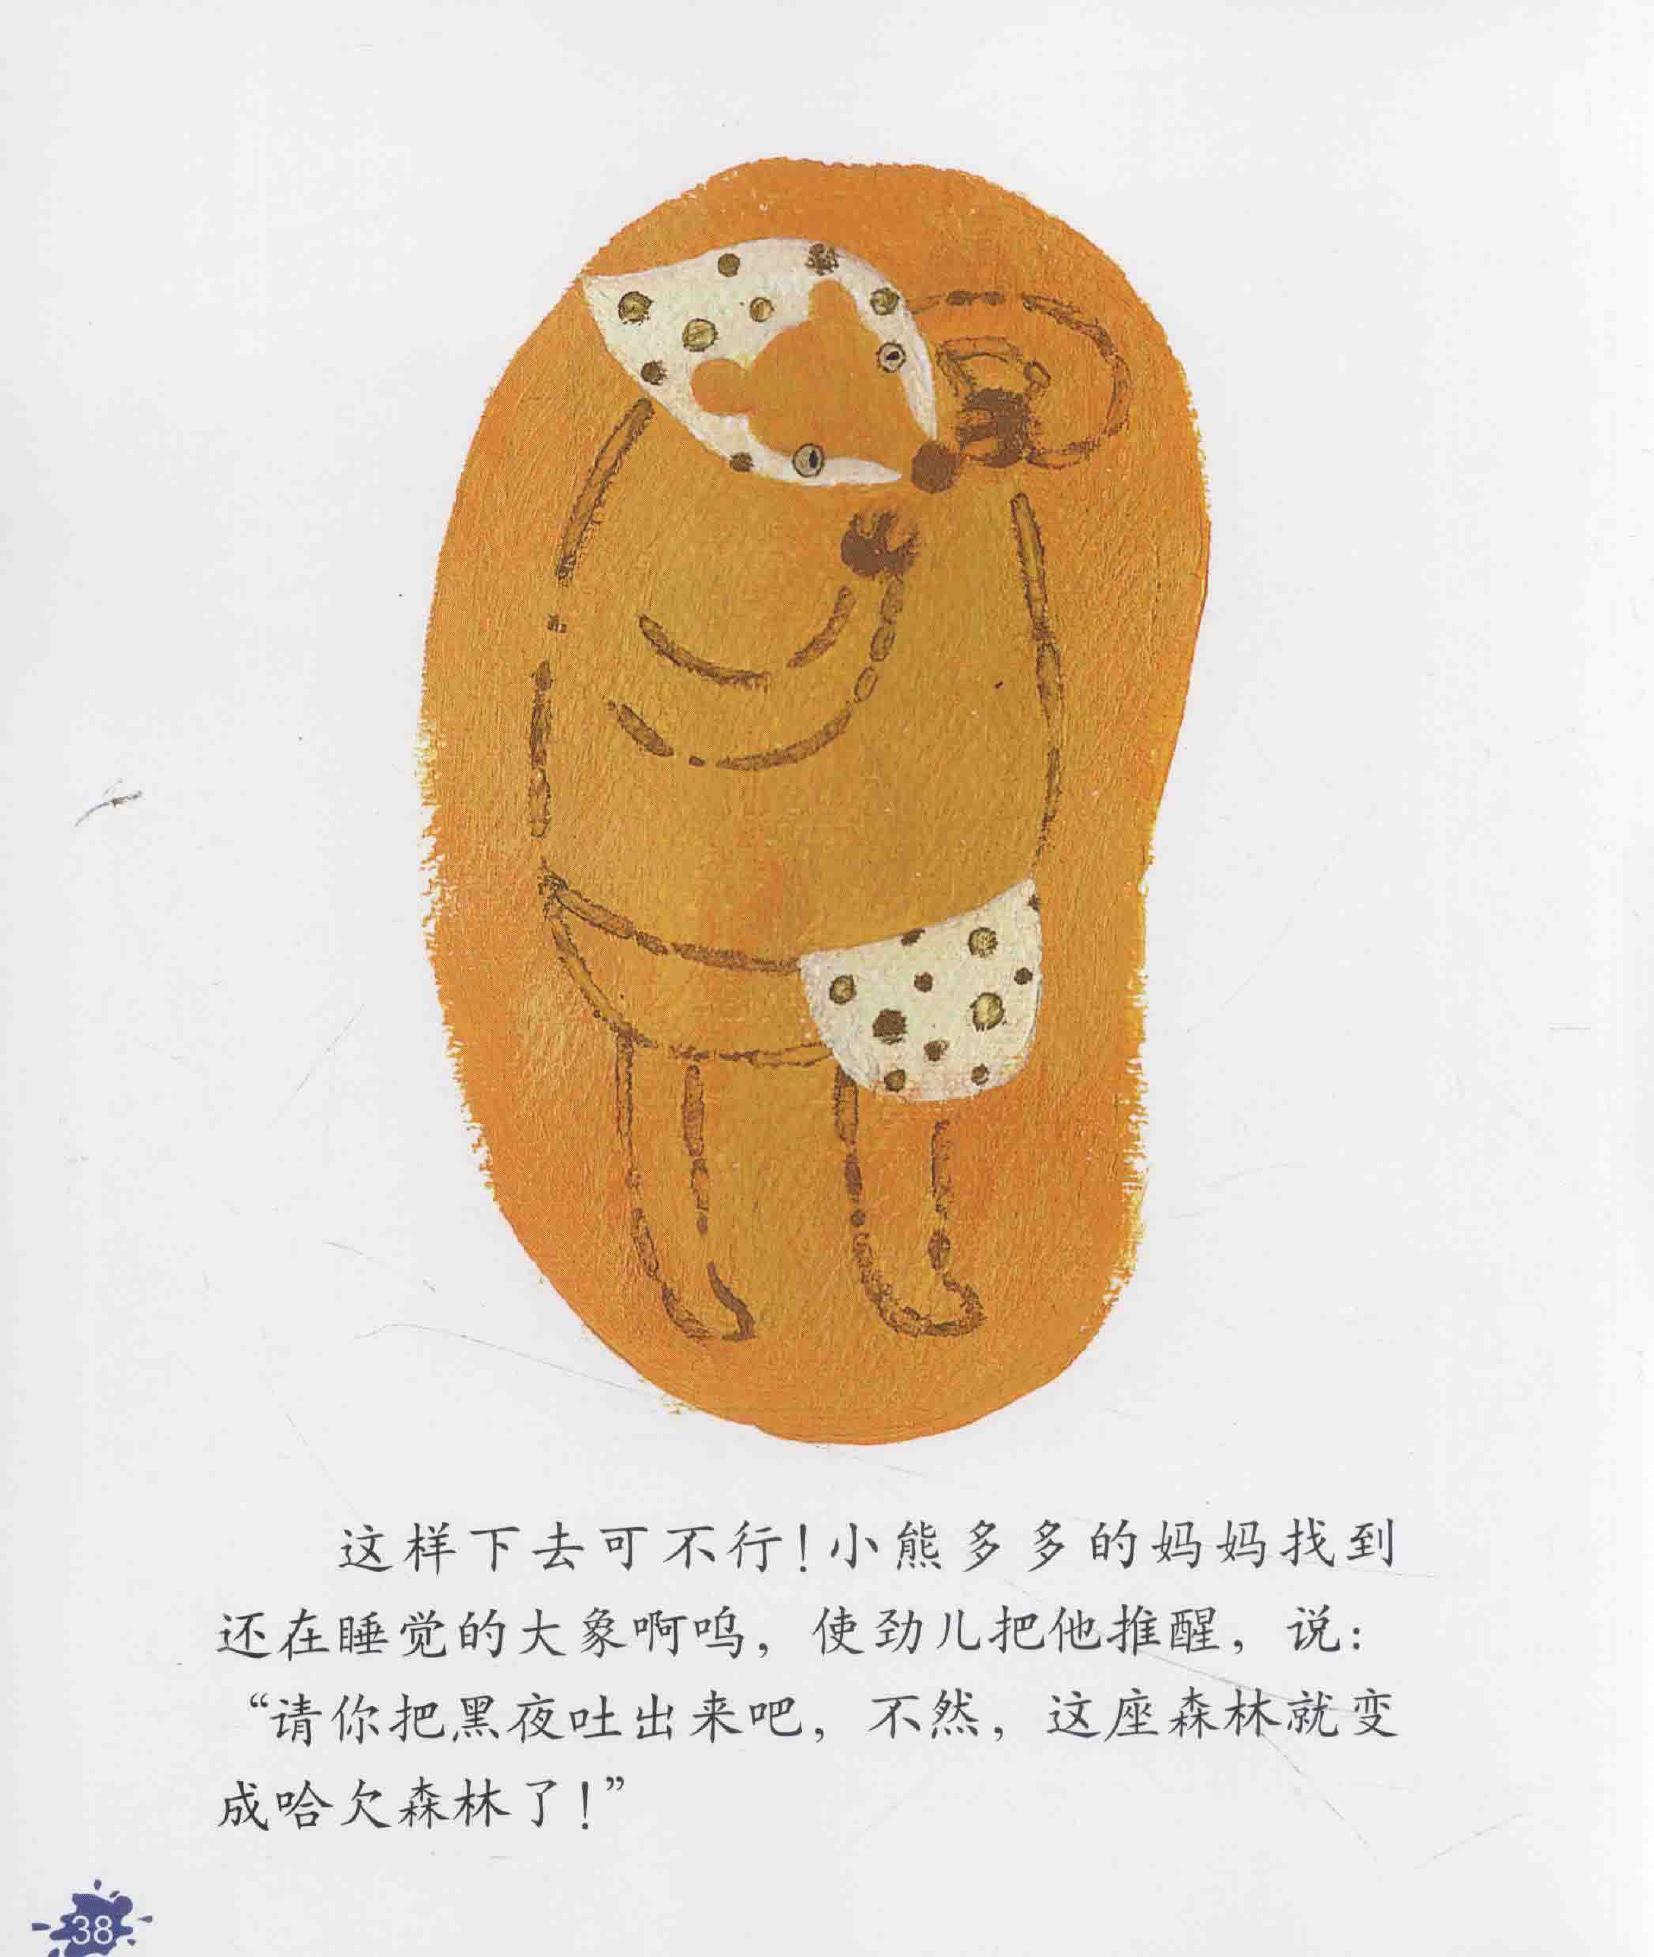 这样下去可不行！小熊多多的妈妈找到
还在睡觉的大象啊呜，使劲儿把他推醒，说：
“请你把黑夜吐出来吧，不然，这座森林就变
成哈欠森林了！”
38